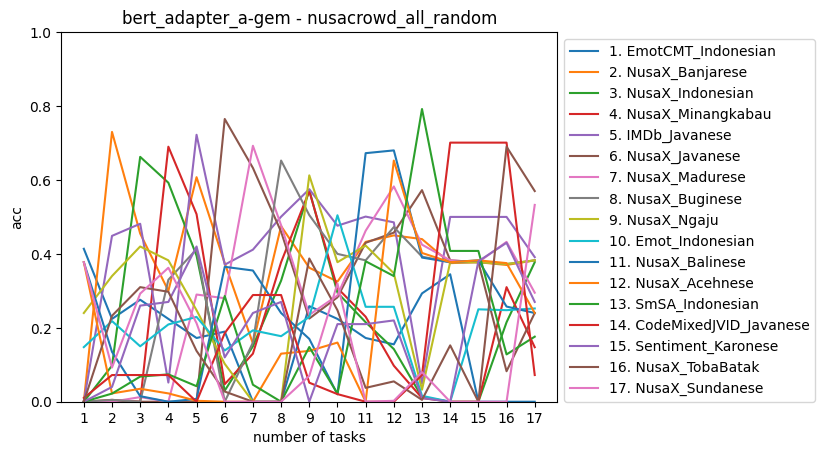 bert_adapter_a-gem - nusacrowd_all_random
1.0
0.8
0.6
0.4
0.2
0.0
acc
1 2 3 4 5 6 7 8 9 10 11 12 13 14 15 16 17
number of tasks
1. EmotCMT_Indonesian
2. NusaX_Banjarese
3. NusaX_Indonesian
4. NusaX_Minangkabau
5. IMDb_Javanese
6. NusaX_Javanese
7. NusaX_Madurese
8. NusaX_Buginese
9. NusaX_Ngaju
10. Emot_Indonesian
11. NusaX_Balinese
12. NusaX_Acehnese
13. SmSA_Indonesian
14. CodeMixedJVID_Javanese
15. Sentiment_Karonese
16. NusaX_TobaBatak
17. NusaX_Sundanese